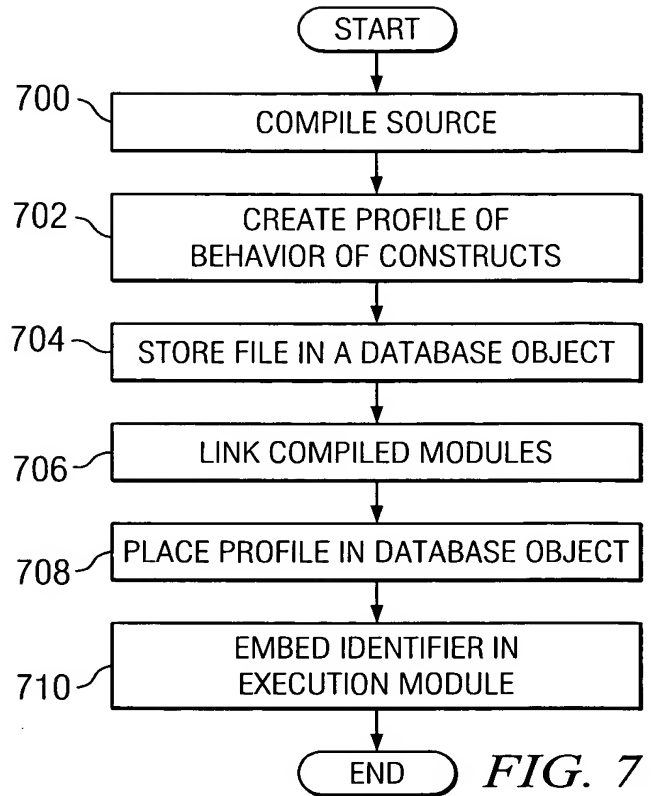 START
700
COMPILE SOURCE
702
CREATE PROFILE OF
BEHAVIOR OF CONSTRUCTS
704
STORE FILE IN A DATABASE OBJECT
706
LINK COMPILED MODULES
708
PLACE PROFILE IN DATABASE OBJECT
710
EMBED IDENTIFIER IN
EXECUTION MODULE
END
FIG. 7